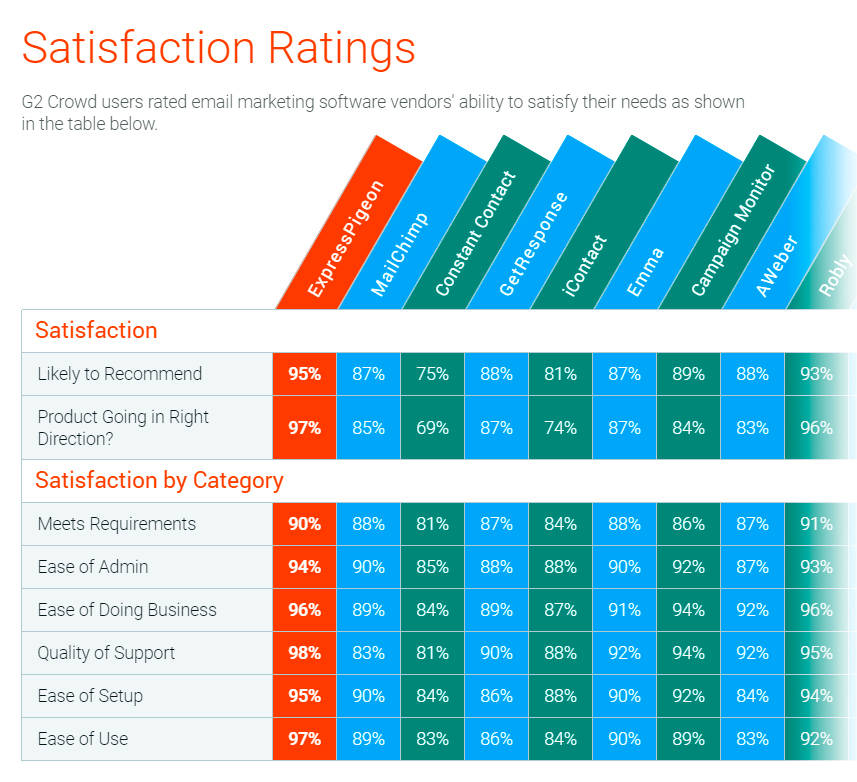 Satisfaction Ratings
G2 Crowd users rated email marketing software vendors' ability to satisfy their needs as shown
in the table below.
ExpressPigeon MailChimp Constant Contact GetResponse iContact Emma Campaign Monitor AWeber Robly
Satisfaction
Likely to Recommend 95% 87% 75% 88% 81% 87% 89% 88% 93%
Product Going in Right
Direction? 97% 85% 69% 87% 74% 87% 84% 83% 96%
Satisfaction by Category
Meets Requirements 90% 88% 81% 87% 84% 88% 86% 87% 91%
Ease of Admin 94% 90% 85% 88% 88% 90% 92% 87% 93%
Ease of Doing Business 96% 89% 84% 89% 87% 91% 94% 92% 96%
Quality of Support 98% 83% 81% 90% 88% 92% 94% 92% 95%
Ease of Setup 95% 90% 84% 86% 88% 90% 92% 84% 94%
Ease of Use 97% 89% 83% 86% 84% 90% 89% 83% 92%